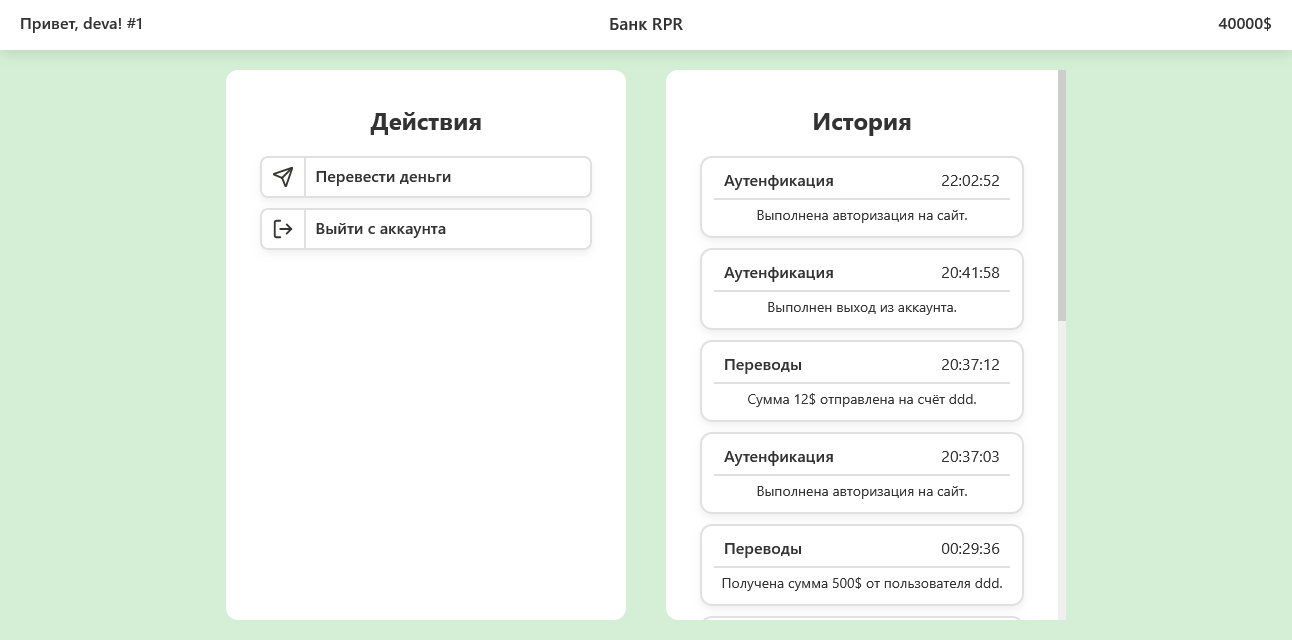 Привет, deva! #1
Банк RPR
40000$
Действия
Перевести деньги
Выйти с аккаунта
История
Аутенфикация 22:02:52
Выполнена авторизация на сайт.
Аутенфикация 20:41:58
Выполнен выход из аккаунта.
Переводы 20:37:12
Сумма 12$ отправлена на счёт ddd.
Аутенфикация 20:37:03
Выполнена авторизация на сайт.
Переводы 00:29:36
Получена сумма 500$ от пользователя ddd.